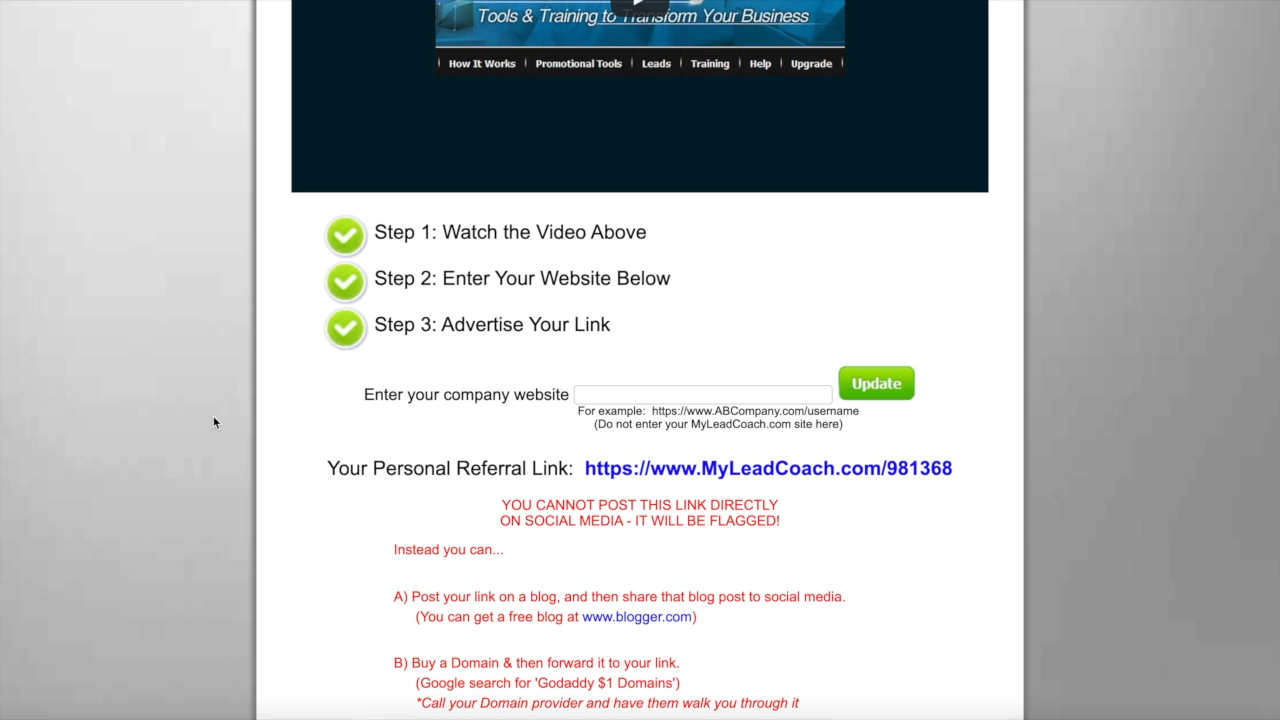 Tools & Training to Transform Your Business
How It Works
Promotional Tools
Leads
Training
Help
Upgrade
Step 1: Watch the Video Above
Step 2: Enter Your Website Below
Step 3: Advertise Your Link
Enter your company website
Update
For example: https://www.ABCompany.com/username
(Do not enter your MyLeadCoach.com site here)
Your Personal Referral Link: https://www.MyLeadCoach.com/981368
YOU CANNOT POST THIS LINK DIRECTLY
ON SOCIAL MEDIA - IT WILL BE FLAGGED!
Instead you can...
A) Post your link on a blog, and then share that blog post to social media.
(You can get a free blog at www.blogger.com)
B) Buy a Domain & then forward it to your link.
(Google search for 'Godaddy $1 Domains')
*Call your Domain provider and have them walk you through it